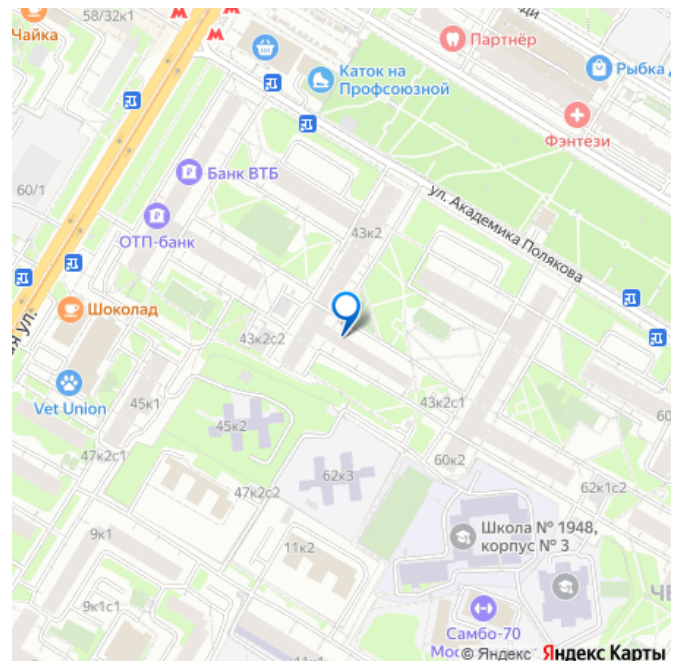 58/32к1
М
М
М
Чайка
Партнёр
Каток на
Профсоюзной
Рыбка
Фэнтези
Банк ВТБ
60/1
ул. Академика Полякова
ОТП-банк
43к2
Шоколад
ул.
43к2с2
Vet Union
45к1
43к2с1
45к2
60к2
47к2с1
62к3
62к1с2
47к2с2
Школа № 1948,
корпус № 3
9к1
11к2
9к1с1
Самбо-70
© Яндекс Яндекс Карты